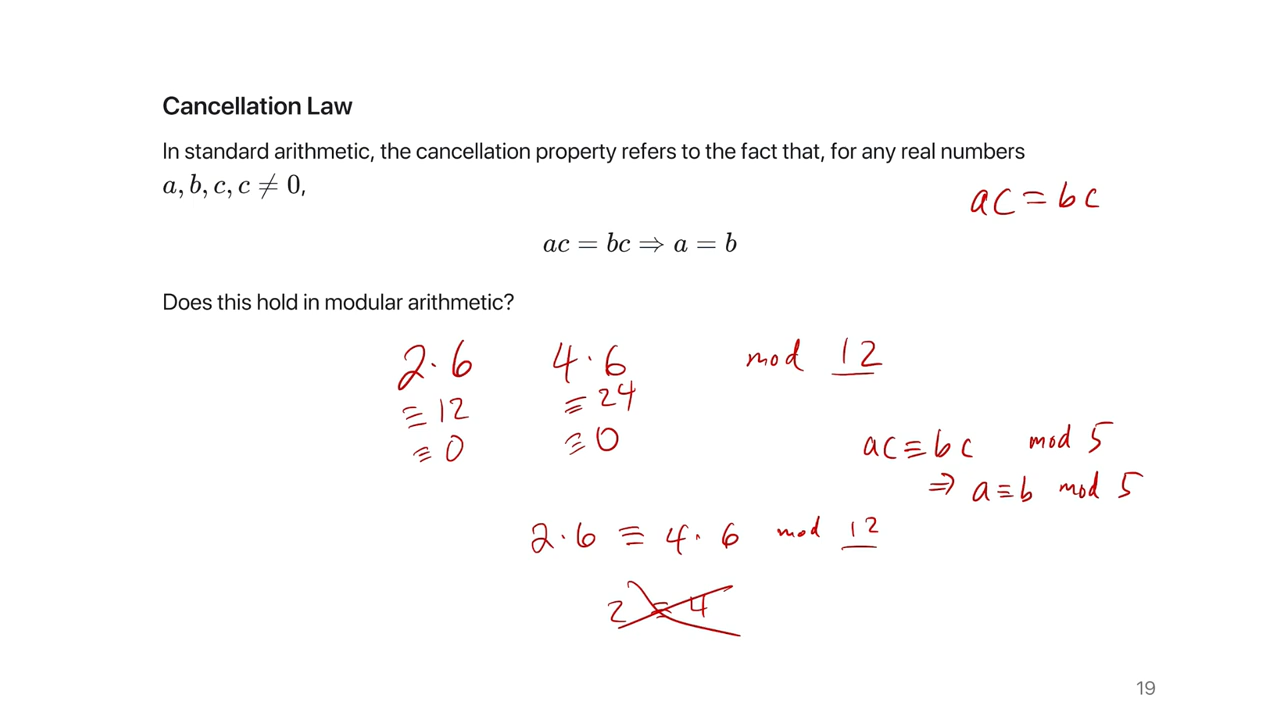 Cancellation Law
In standard arithmetic, the cancellation property refers to the fact that, for any real numbers
a, b, c, c ≠ 0,
ac = bc
ac = bc ⇒ a = b
Does this hold in modular arithmetic?
2·6 4·6 mod 12
≡ 12 ≡ 24
≡ 0 ≡ 0
ac ≡ bc mod 5
⇒ a ≡ b mod 5
2·6 ≡ 4·6 mod 12
2 ≡ 4
19